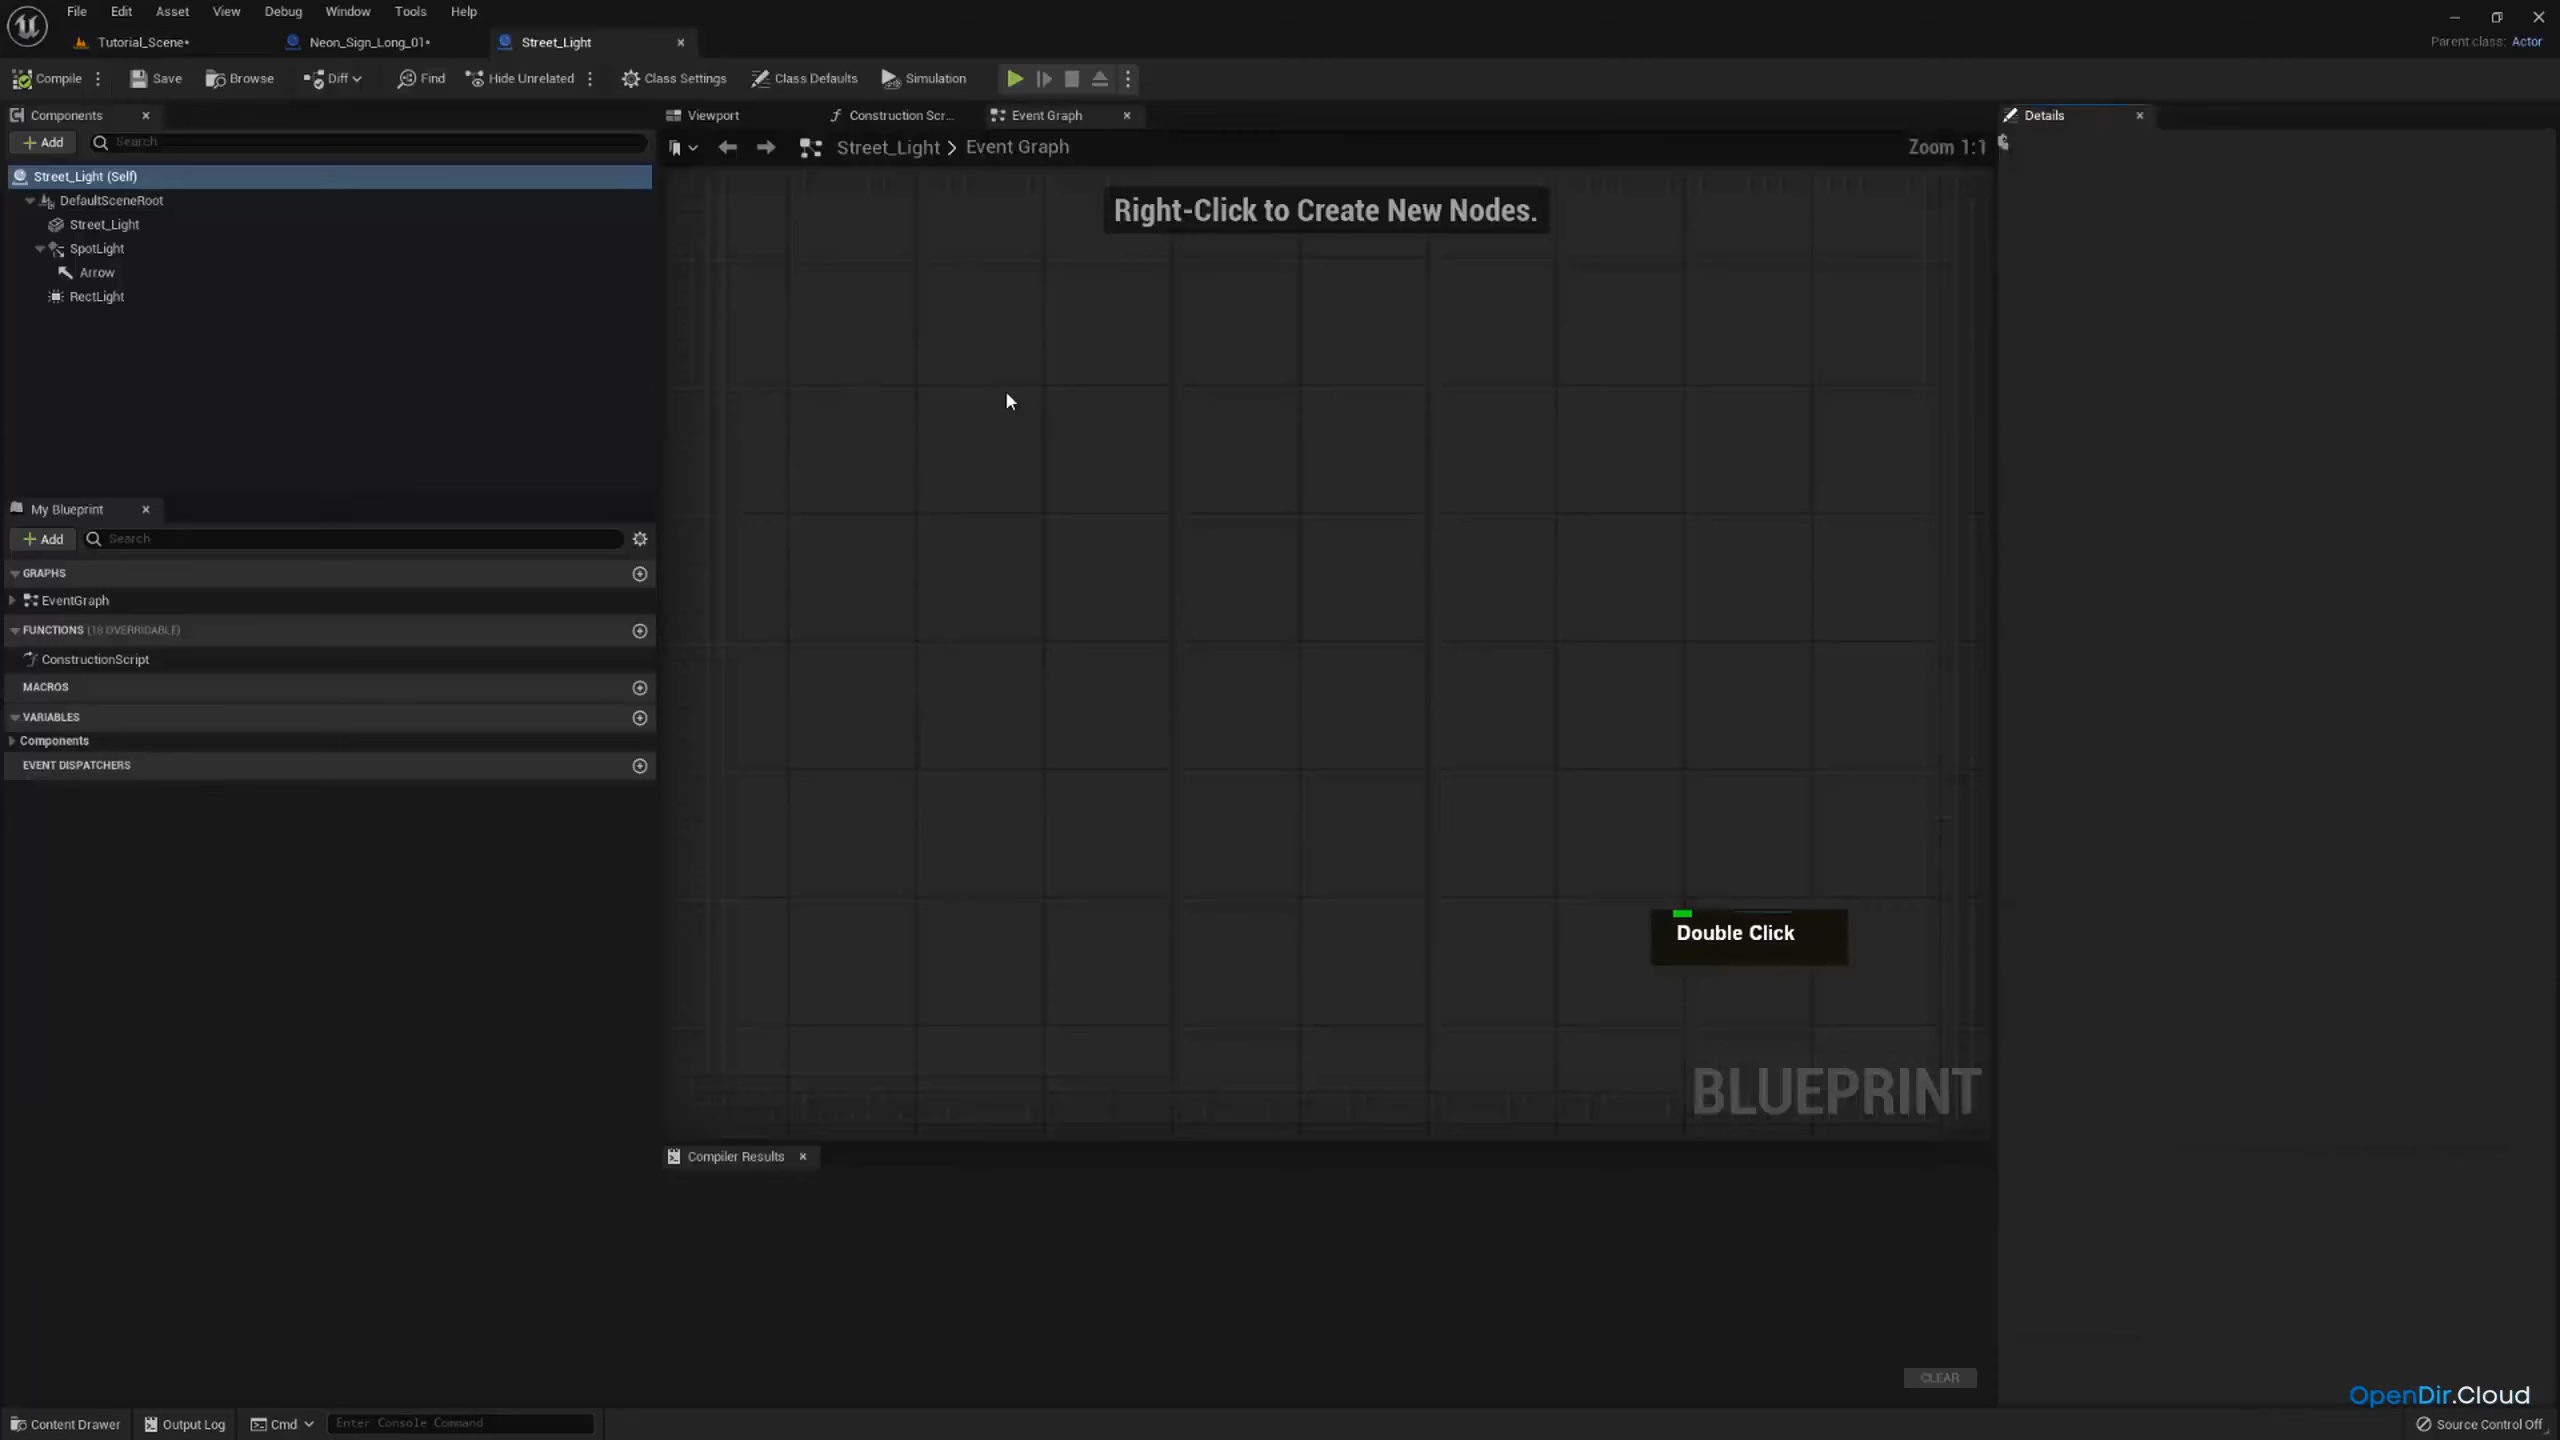 File Edit Asset View Debug Window Tools Help
Tutorial_Scene*
Neon_Sign_Long_01*
Street_Light
Parent class: Actor
Compile
Save
Browse
Diff
Find
Hide Unrelated
Class Settings
Class Defaults
Simulation
Components
Add
Search
Street_Light (Self)
DefaultSceneRoot
Street_Light
SpotLight
Arrow
RectLight
My Blueprint
Add
Search
GRAPHS
EventGraph
FUNCTIONS (18 OVERRIDABLE)
ConstructionScript
MACROS
VARIABLES
Components
EVENT DISPATCHERS
Viewport
Construction Scr...
Event Graph
Street_Light > Event Graph
Zoom 1:1
Right-Click to Create New Nodes.
Double Click
BLUEPRINT
Compiler Results
CLEAR
Details
OpenDir.Cloud
Content Drawer
Output Log
Cmd
Enter Console Command
Source Control Off